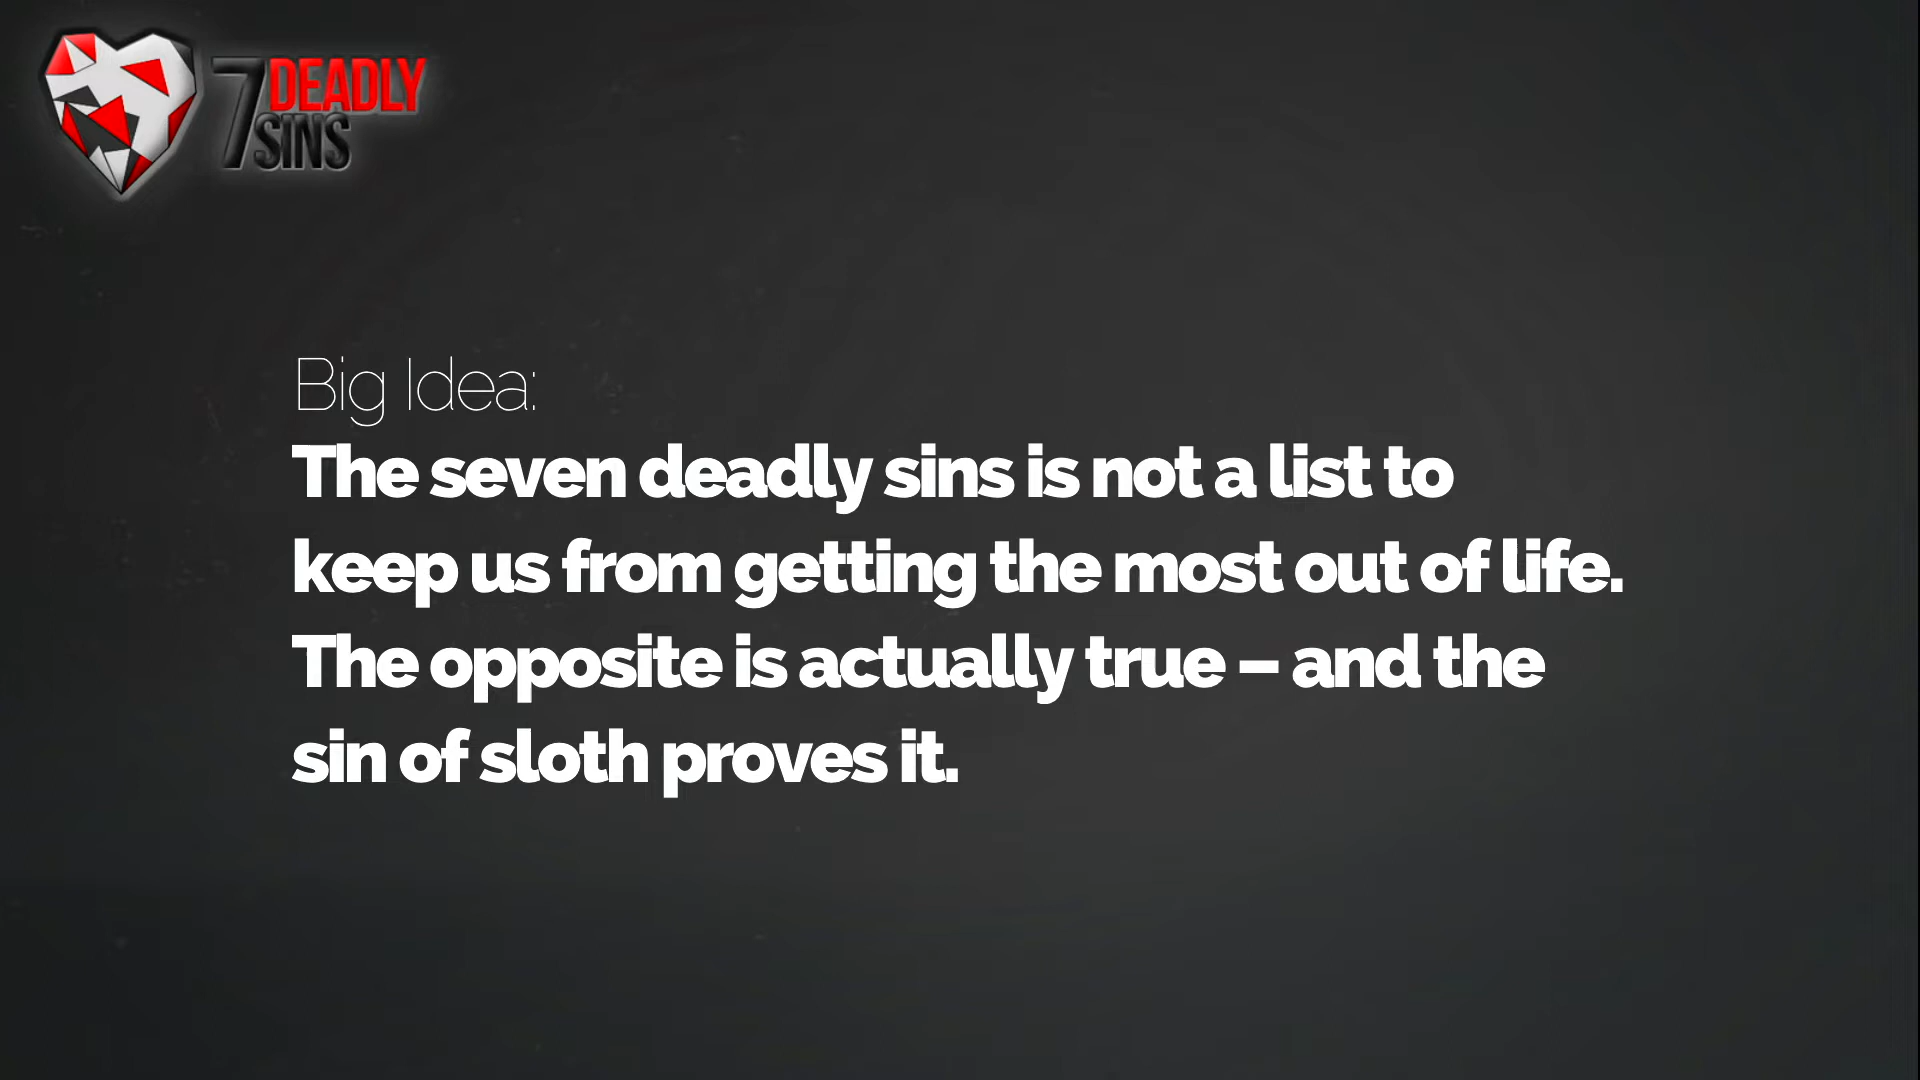 7 DEADLY
SINS
Big Idea:
The seven deadly sins is not a list to
keep us from getting the most out of life.
The opposite is actually true – and the
sin of sloth proves it.